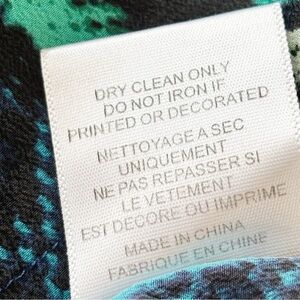 DRY CLEAN ONLY
DO NOT IRON IF
PRINTED OR DECORATED
NETTOYAGE A SEC
UNIQUEMENT
NE PAS REPASSER SI
LE VETEMENT
EST DECORE OU IMPRIME
MADE IN CHINA
FABRIQUE EN CHINE